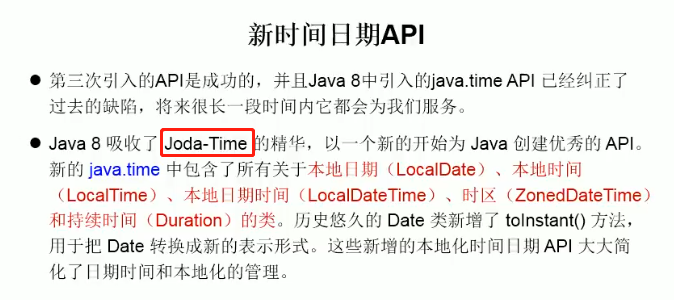 新时间日期API
● 第三次引入的API是成功的，并且Java 8中引入的java.time API 已经纠正了
过去的缺陷，将来很长一段时间内它都会为我们服务。
● Java 8 吸收了 Joda-Time 的精华，以一个新的开始为 Java 创建优秀的 API。
新的 java.time 中包含了所有关于本地日期（LocalDate）、本地时间
（LocalTime）、本地日期时间（LocalDateTime）、时区（ZonedDateTime）
和持续时间（Duration）的类。历史悠久的 Date 类新增了 toInstant() 方法，
用于把 Date 转换成新的表示形式。这些新增的本地化时间日期 API 大大简
化了日期时间和本地化的管理。